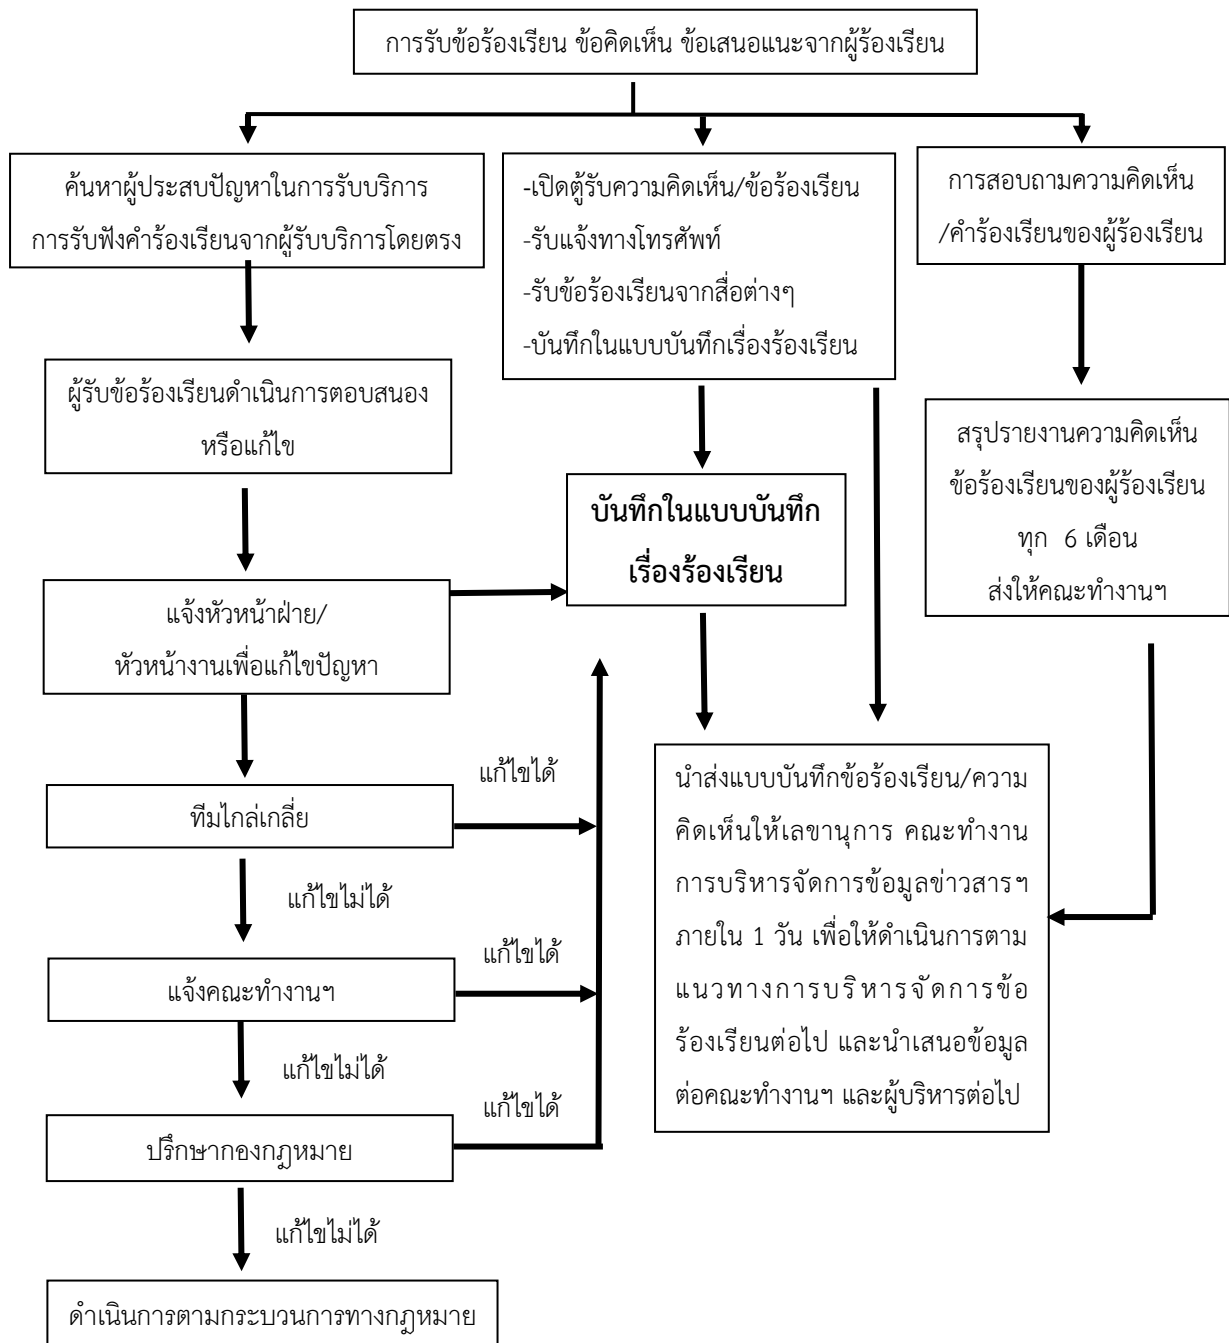 การรับข้อร้องเรียน ข้อคิดเห็น ข้อเสนอแนะจากผู้ร้องเรียน
ค้นหาผู้ประสบปัญหาในการรับบริการ
การรับฟังคำร้องเรียนจากผู้รับบริการโดยตรง
-เปิดตู้รับความคิดเห็น/ข้อร้องเรียน
-รับแจ้งทางโทรศัพท์
-รับข้อร้องเรียนจากสื่อต่างๆ
-บันทึกในแบบบันทึกเรื่องร้องเรียน
การสอบถามความคิดเห็น
/คำร้องเรียนของผู้ร้องเรียน
ผู้รับข้อร้องเรียนดำเนินการตอบสนอง
หรือแก้ไข
สรุปรายงานความคิดเห็น
ข้อร้องเรียนของผู้ร้องเรียน
ทุก 6 เดือน
ส่งให้คณะทำงานฯ
บันทึกในแบบบันทึก
เรื่องร้องเรียน
แจ้งหัวหน้าฝ่าย/
หัวหน้างานเพื่อแก้ไขปัญหา
แก้ไขได้
ทีมไกล่เกลี่ย
แก้ไขไม่ได้
แก้ไขได้
แจ้งคณะทำงานฯ
แก้ไขไม่ได้
แก้ไขได้
ปรึกษากองกฎหมาย
แก้ไขไม่ได้
ดำเนินการตามกระบวนการทางกฎหมาย
นำส่งแบบบันทึกข้อร้องเรียน/ความ
คิดเห็นให้เลขานุการ คณะทำงาน
การบริหารจัดการข้อมูลข่าวสารฯ
ภายใน 1 วัน เพื่อให้ดำเนินการตาม
แนวทางการบริหารจัดการข้อ
ร้องเรียนต่อไป และนำเสนอข้อมูล
ต่อคณะทำงานฯ และผู้บริหารต่อไป